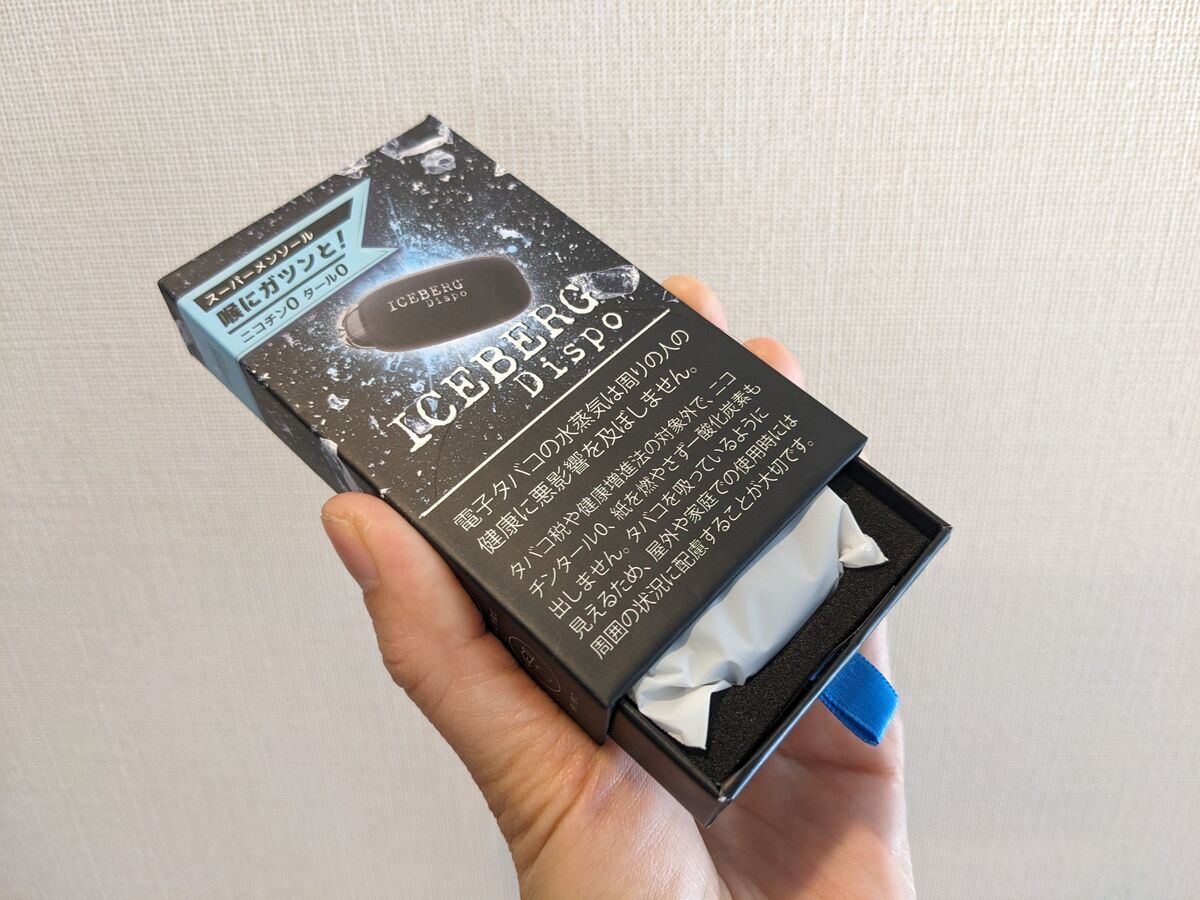 スーパーメンソール
喉にガツンと!
ニコチン0 タール0
ICEBERG
Dispo
ICEBERG
Dispo
電子タバコの水蒸気は周りの人の
健康に悪影響を及ぼしません。
タバコ税や健康増進法の対象外で、ニコ
チンタール0、紙を燃やさず一酸化炭素も
出しません。タバコを吸っているように
見えるため、屋外や家庭での使用時には
周囲の状況に配慮することが大切です。